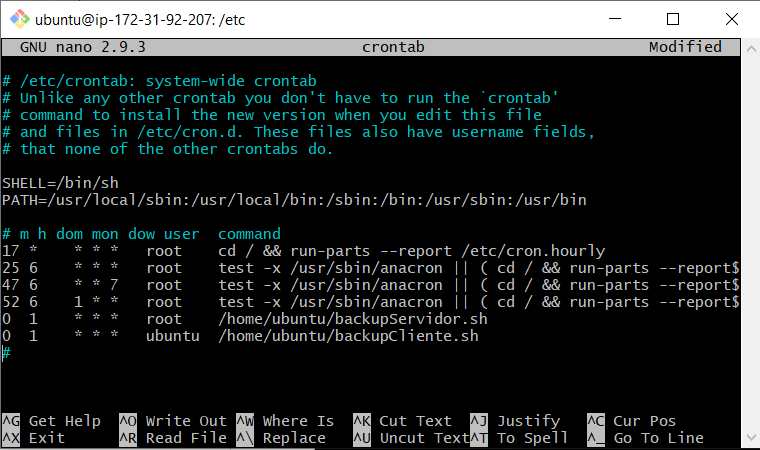 ubuntu@ip-172-31-92-207: /etc
GNU nano 2.9.3 crontab Modified
# /etc/crontab: system-wide crontab
# Unlike any other crontab you don't have to run the `crontab'
# command to install the new version when you edit this file
# and files in /etc/cron.d. These files also have username fields,
# that none of the other crontabs do.
SHELL=/bin/sh
PATH=/usr/local/sbin:/usr/local/bin:/sbin:/bin:/usr/sbin:/usr/bin
# m h dom mon dow user  command
17 *    * * *   root    cd / && run-parts --report /etc/cron.hourly
25 6    * * *   root    test -x /usr/sbin/anacron || ( cd / && run-parts --report$
47 6    * * 7   root    test -x /usr/sbin/anacron || ( cd / && run-parts --report$
52 6    1 * *   root    test -x /usr/sbin/anacron || ( cd / && run-parts --report$
0  1    * * *   root    /home/ubuntu/backupServidor.sh
0  1    * * *   ubuntu  /home/ubuntu/backupCliente.sh
#
^G Get Help ^O Write Out ^W Where Is ^K Cut Text ^J Justify ^C Cur Pos
^X Exit ^R Read File ^\ Replace ^U Uncut Text ^T To Spell ^_ Go To Line